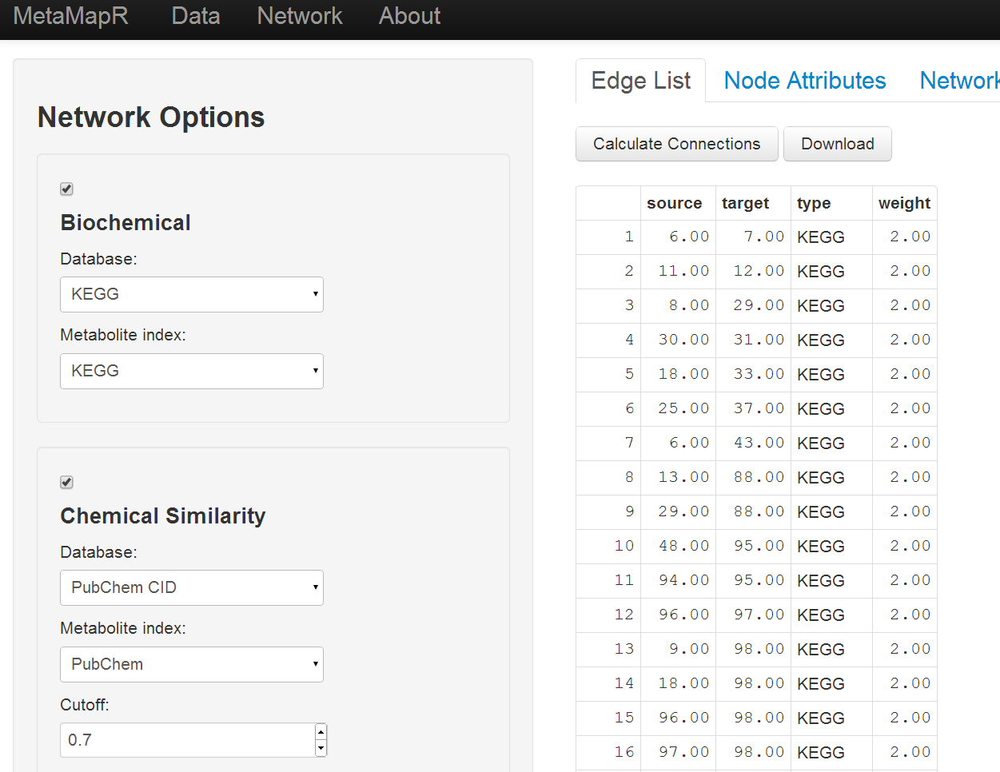 MetaMapR Data Network About
Network Options
Biochemical
Database:
KEGG
Metabolite index:
KEGG
Chemical Similarity
Database:
PubChem CID
Metabolite index:
PubChem
Cutoff:
0.7
Edge List Node Attributes Network
Calculate Connections Download
source target type weight
1 6.00 7.00 KEGG 2.00
2 11.00 12.00 KEGG 2.00
3 8.00 29.00 KEGG 2.00
4 30.00 31.00 KEGG 2.00
5 18.00 33.00 KEGG 2.00
6 25.00 37.00 KEGG 2.00
7 6.00 43.00 KEGG 2.00
8 13.00 88.00 KEGG 2.00
9 29.00 88.00 KEGG 2.00
10 48.00 95.00 KEGG 2.00
11 94.00 95.00 KEGG 2.00
12 96.00 97.00 KEGG 2.00
13 9.00 98.00 KEGG 2.00
14 18.00 98.00 KEGG 2.00
15 96.00 98.00 KEGG 2.00
16 97.00 98.00 KEGG 2.00